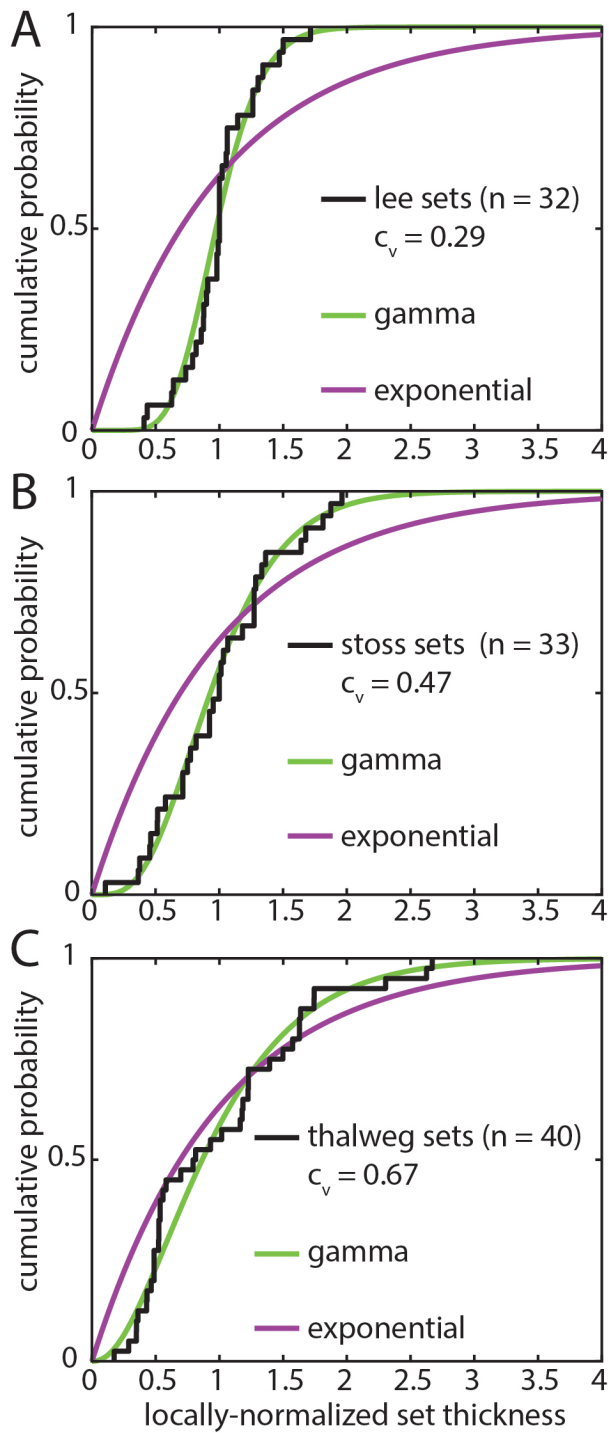 A
1
cumulative probability
0.5
lee sets (n = 32)
c_v = 0.29
gamma
exponential
0
0 0.5 1 1.5 2 2.5 3 3.5 4
B
1
cumulative probability
0.5
stoss sets (n = 33)
c_v = 0.47
gamma
exponential
0
0 0.5 1 1.5 2 2.5 3 3.5 4
C
1
cumulative probability
0.5
thalweg sets (n = 40)
c_v = 0.67
gamma
exponential
0
0 0.5 1 1.5 2 2.5 3 3.5 4
locally-normalized set thickness